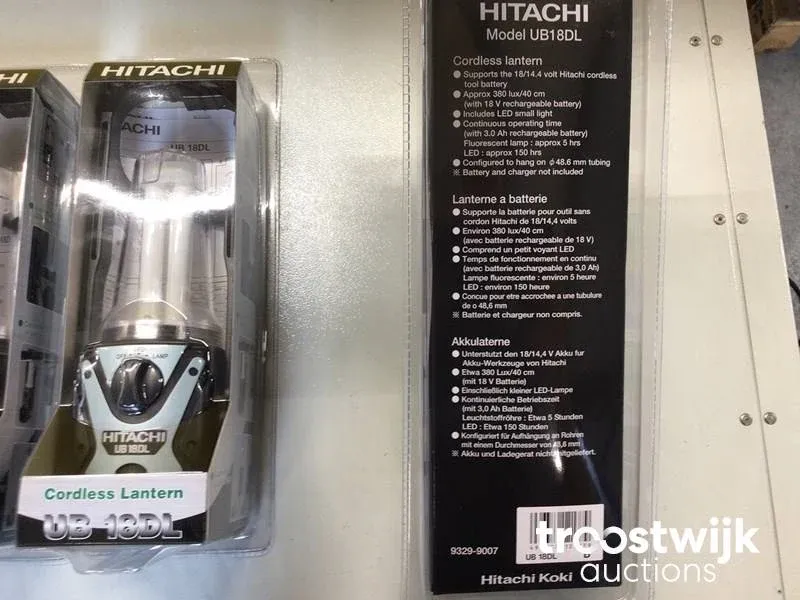 HI
HITACHI
ACHI
UB 18DL
LAMP
HITACHI
UB 18DL
Cordless Lantern
UB 18DL
HITACHI
Model UB18DL
Cordless lantern
● Supports the 18/14.4 volt Hitachi cordless
tool battery
● Approx 380 lux/40 cm
(with 18 V rechargeable battery)
● Includes LED small light
● Continuous operating time
(with 3.0 Ah rechargeable battery)
Fluorescent lamp : approx 5 hrs
LED : approx 150 hrs
● Configured to hang on ϕ48.6 mm tubing
※ Battery and charger not included
Lanterne a batterie
● Supporte la batterie pour outil sans
cordon Hitachi de 18/14,4 volts
● Environ 380 lux/40 cm
(avec batterie rechargeable de 18 V)
● Comprend un petit voyant LED
● Temps de fonctionnement en continu
(avec batterie rechargeable de 3,0 Ah)
Lampe fluorescente : environ 5 heure
LED : environ 150 heure
● Concue pour etre accrochee a une tubulure
de o 48,6 mm
※ Batterie et chargeur non compris.
Akkulaterne
● Unterstutzt den 18/14,4 V Akku fur
Akku-Werkzeuge von Hitachi
● Etwa 380 Lux/40 cm
(mit 18 V Batterie)
● Einschließlich kleiner LED-Lampe
● Kontinuierliche Betriebszeit
(mit 3,0 Ah Batterie)
Leuchtstoffröhre : Etwa 5 Stunden
LED : Etwa 150 Stunden
● Konfiguriert für Aufhängung an Rohren
mit einem Durchmesser von 48,6 mm
※ Akku und Ladegerat nicht mitgeliefert.
9329-9007
UB 18DL
Hitachi Koki
troostwijk
auctions